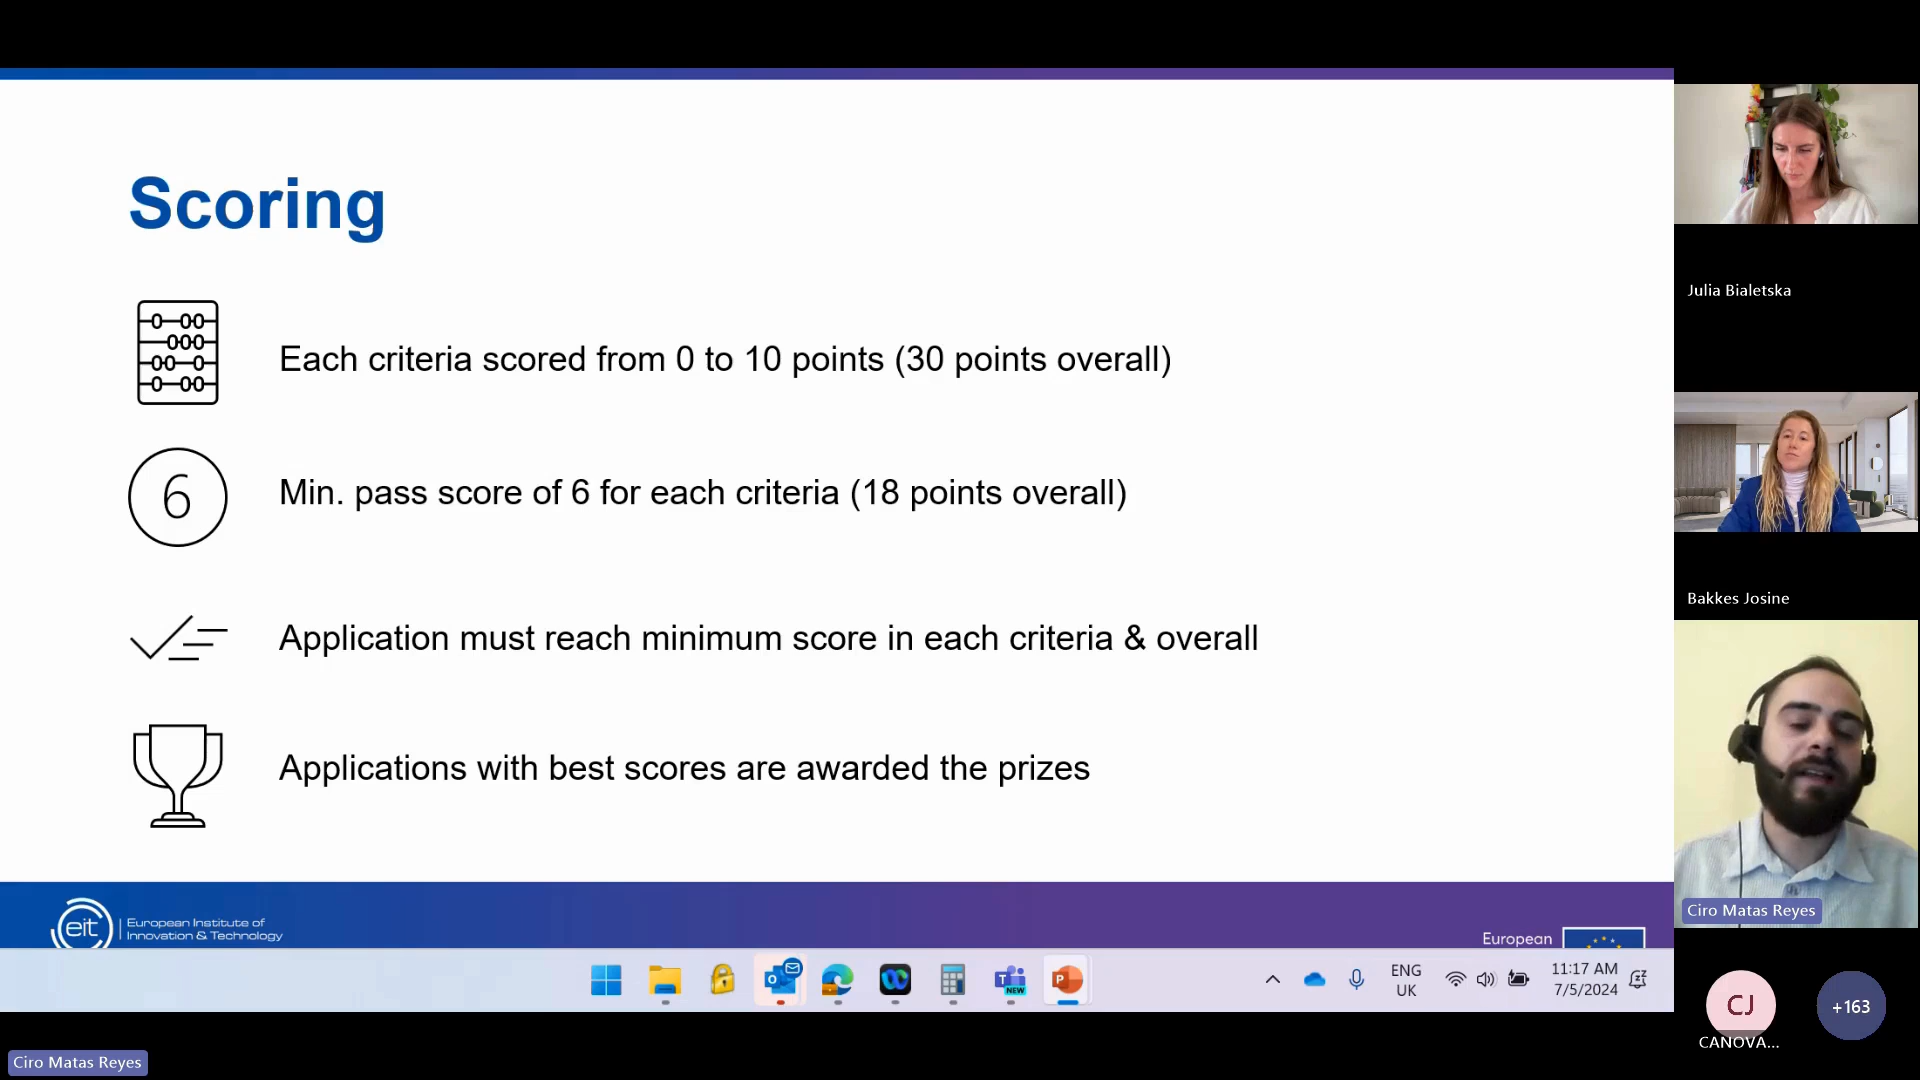 Scoring
Each criteria scored from 0 to 10 points (30 points overall)
6
Min. pass score of 6 for each criteria (18 points overall)
Application must reach minimum score in each criteria & overall
Applications with best scores are awarded the prizes
eit
European Institute of
Innovation & Technology
European
NEW
ENG
UK
11:17 AM
7/5/2024
Julia Bialetska
Bakkes Josine
Ciro Matas Reyes
CJ
+163
CANOVA...
Ciro Matas Reyes